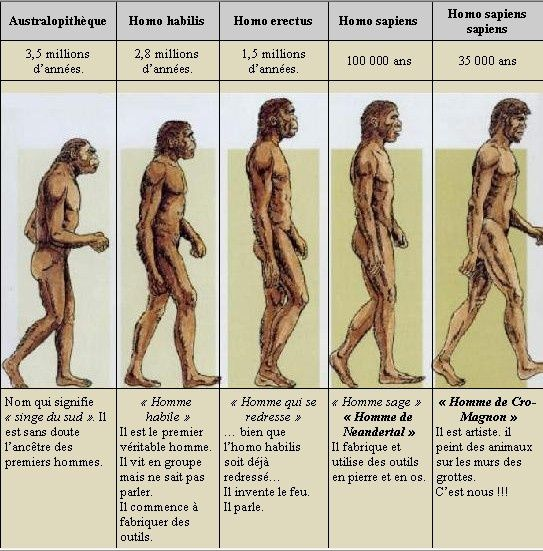 Australopithèque
Homo habilis
Homo erectus
Homo sapiens
Homo sapiens
sapiens
3,5 millions
d'années.
2,8 millions
d'années.
1,5 millions
d'années.
100 000 ans
35 000 ans
Nom qui signifie
« singe du sud ». Il
est sans doute
l'ancêtre des
premiers hommes.
« Homme
habile »
Il est le premier
véritable homme.
Il vit en groupe
mais ne sait pas
parler.
Il commence à
fabriquer des
outils.
« Homme qui se
redresse »
… bien que
l'homo habilis
soit déjà
redressé…
Il invente le feu.
Il parle.
« Homme sage »
« Homme de
Neandertal »
Il fabrique et
utilise des outils
en pierre et en os.
« Homme de Cro-
Magnon »
Il est artiste. il
peint des animaux
sur les murs des
grottes.
C'est nous !!!